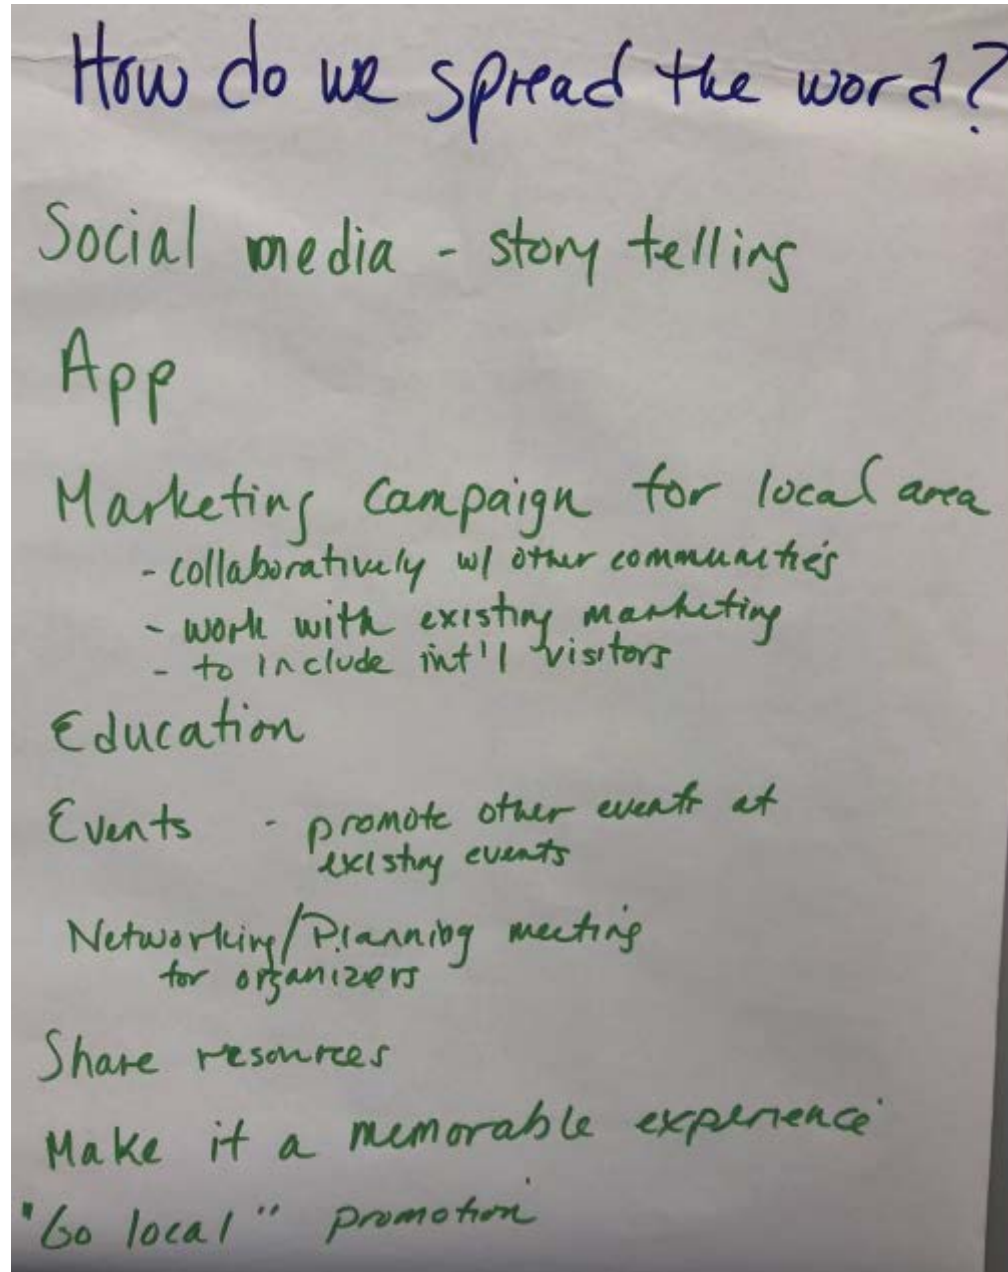 How do we spread the word?
Social media - story telling
App
Marketing Campaign for local area
- collaboratively w/ other communities
- work with existing marketing
- to include int'l visitors
Education
Events - promote other events at
existing events
Networking/Planning meeting
for organizers
Share resources
Make it a memorable experience
"Go local" promotion